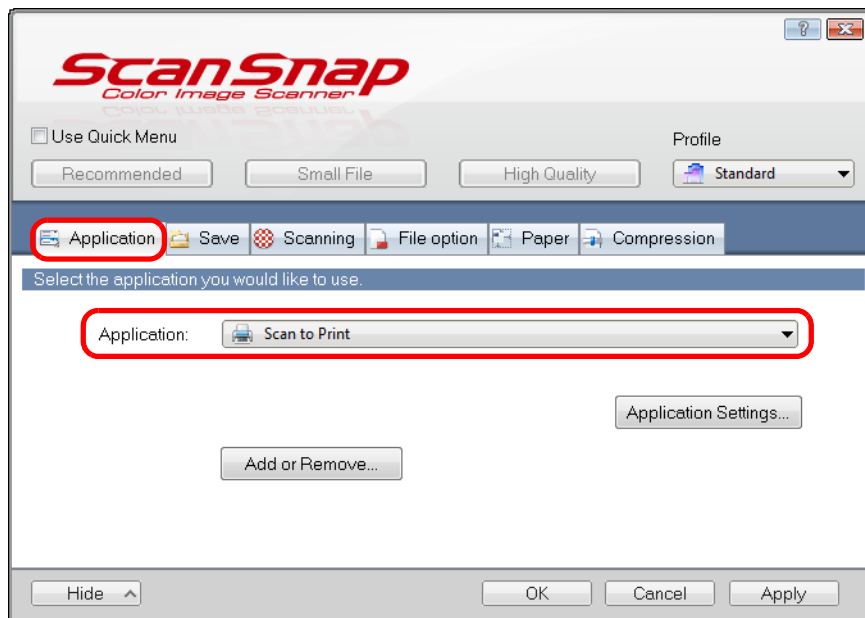 ScanSnap
Color Image Scanner
Use Quick Menu
Profile
Recommended Small File High Quality Standard
Application Save Scanning File option Paper Compression
Select the application you would like to use.
Application: Scan to Print
Application Settings...
Add or Remove...
Hide OK Cancel Apply